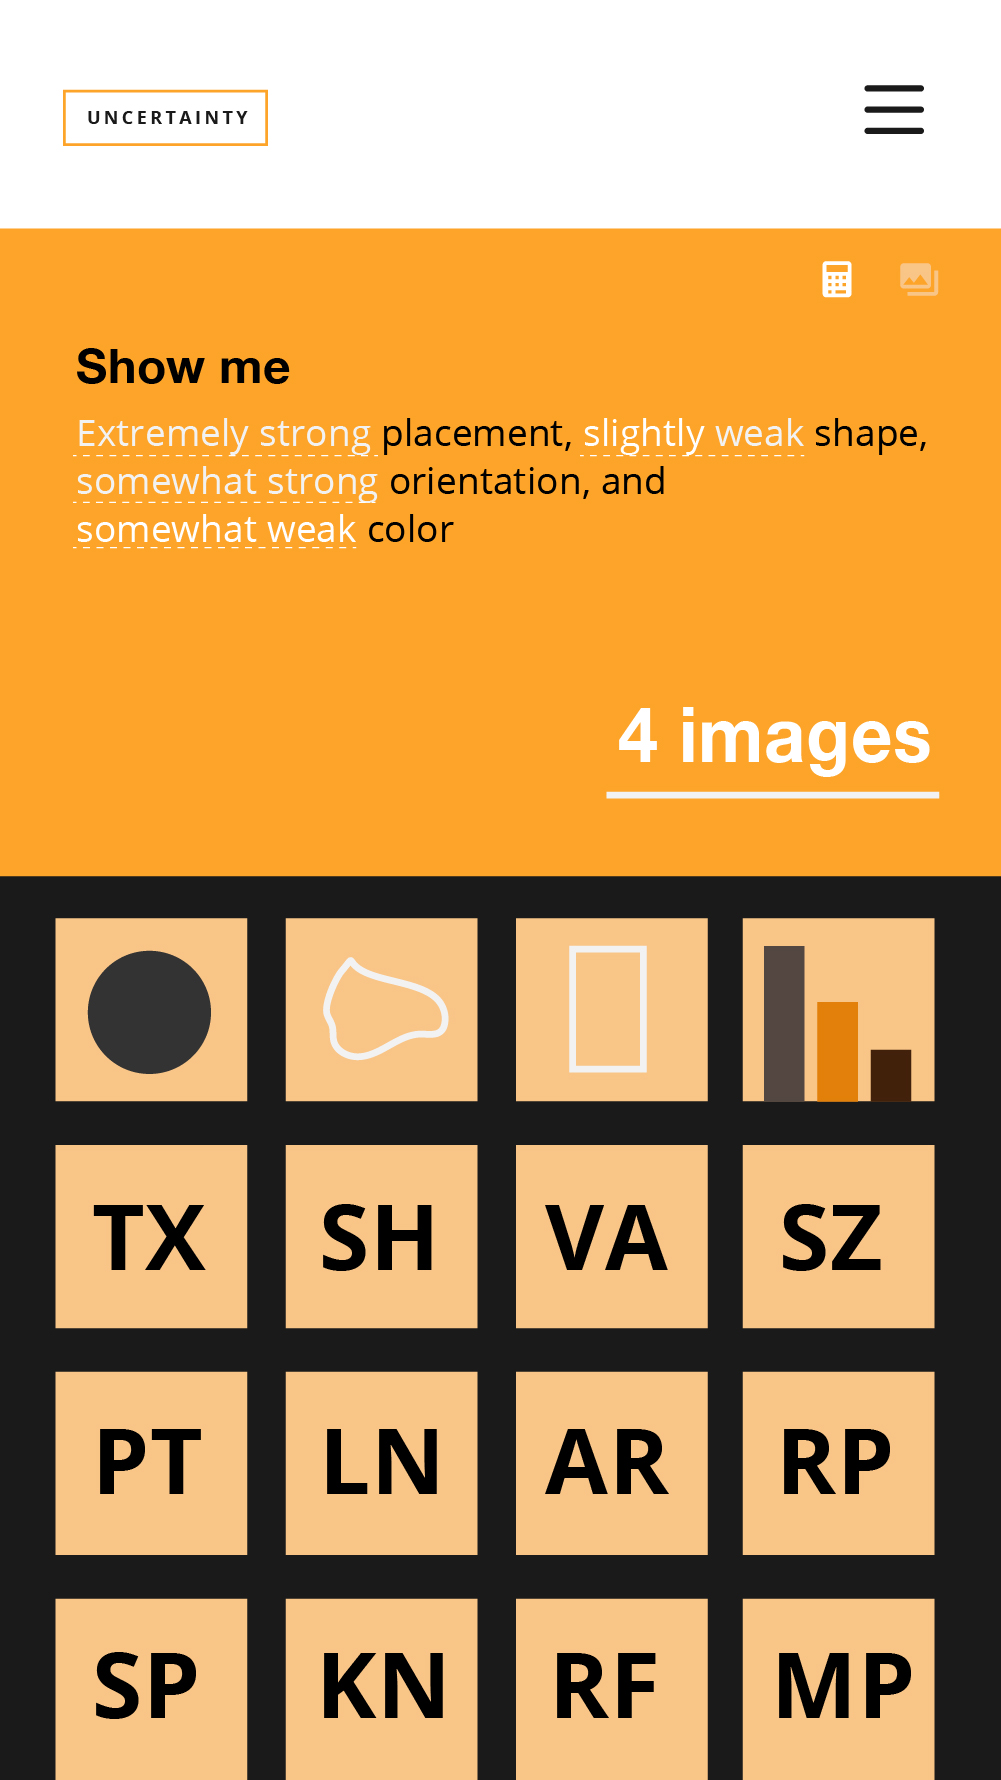 UNCERTAINTY
Show me
Extremely strong placement, slightly weak shape,
somewhat strong orientation, and
somewhat weak color
4 images
TX SH VA SZ
PT LN AR RP
SP KN RF MP